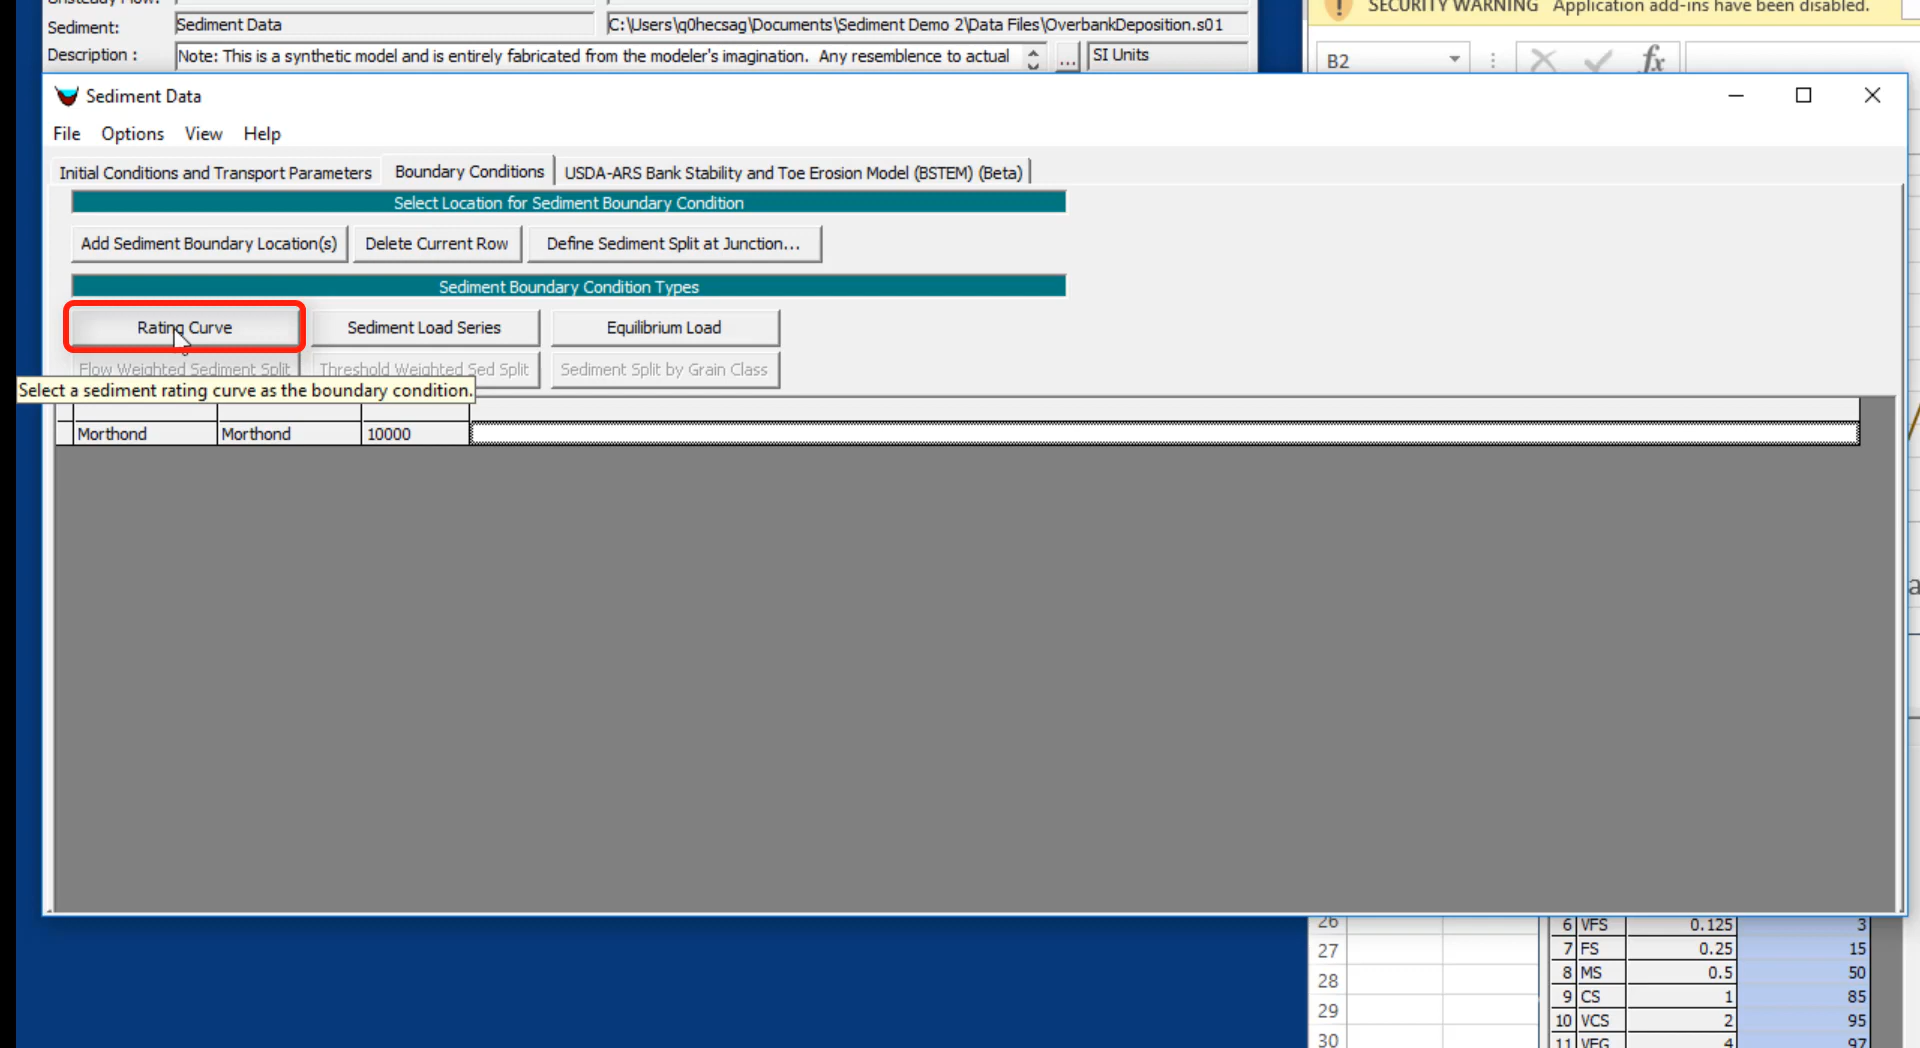 SECURITY WARNING Application add-ins have been disabled.
Sediment: Sediment Data C:\Users\q0hecsag\Documents\Sediment Demo 2\Data Files\OverbankDeposition.s01
Description : Note: This is a synthetic model and is entirely fabricated from the modeler's imagination. Any resemblence to actual ... SI Units
B2 fx
Sediment Data
File Options View Help
Initial Conditions and Transport Parameters Boundary Conditions USDA-ARS Bank Stability and Toe Erosion Model (BSTEM) (Beta)
Select Location for Sediment Boundary Condition
Add Sediment Boundary Location(s) Delete Current Row Define Sediment Split at Junction...
Sediment Boundary Condition Types
Rating Curve Sediment Load Series Equilibrium Load
Flow Weighted Sediment Split Threshold Weighted Sed Split Sediment Split by Grain Class
Select a sediment rating curve as the boundary condition.
Morthond Morthond 10000
26 6 VFS 0.125 3
27 7 FS 0.25 15
28 8 MS 0.5 50
29 9 CS 1 85
10 VCS 2 95
30 11 VFG 4 97